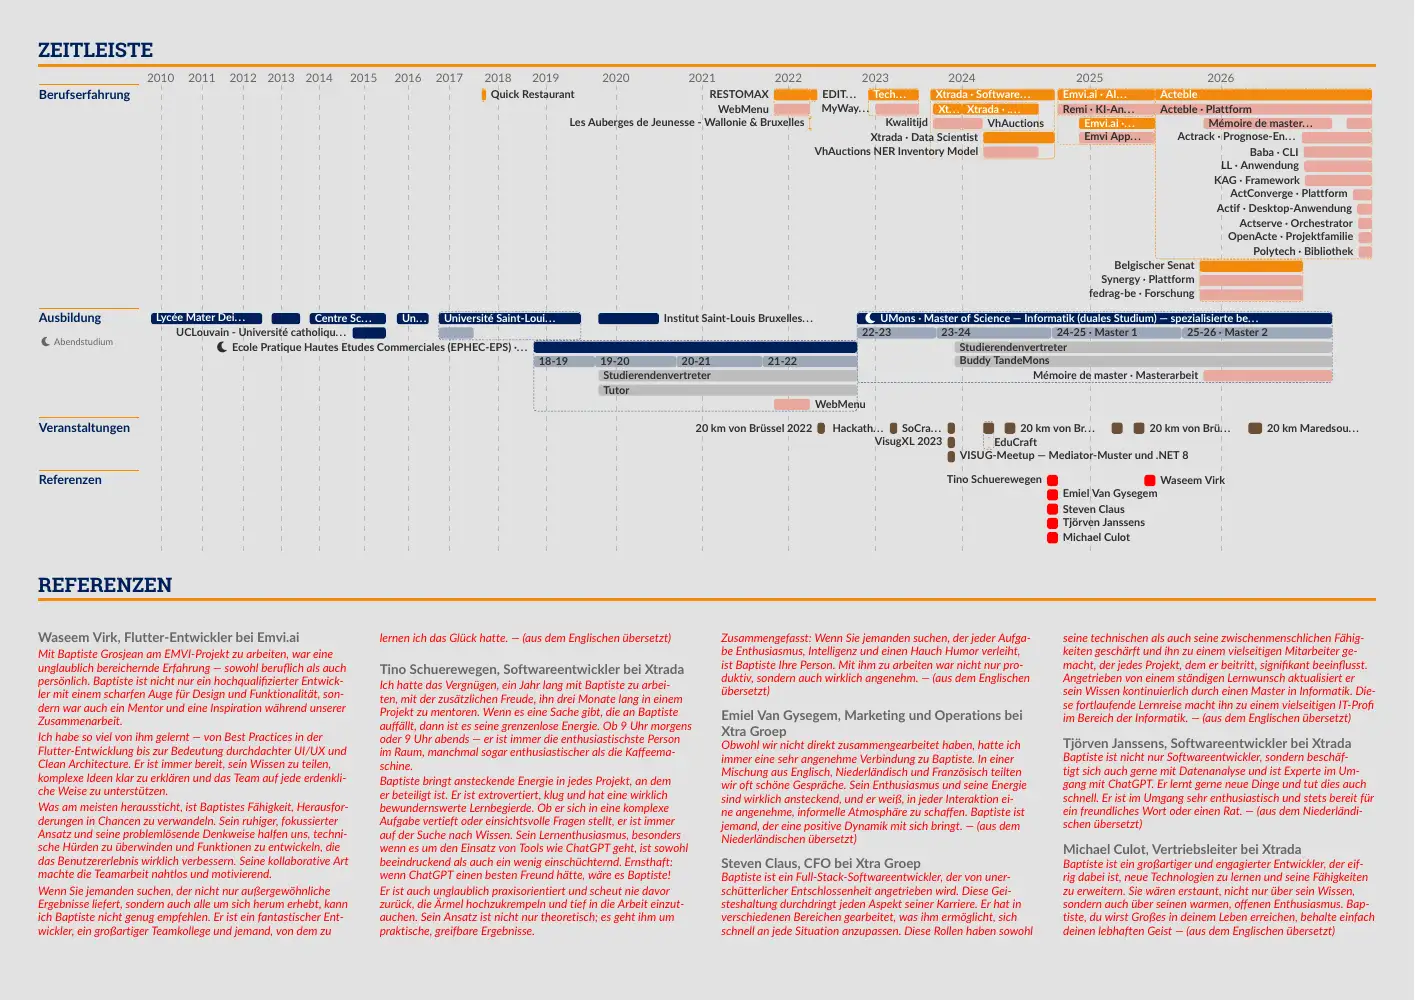 ZEITLEISTE
2010 2011 2012 2013 2014 2015 2016 2017 2018 2019 2020 2021 2022 2023 2024 2025 2026
Berufserfahrung
Quick Restaurant RESTOMAX EDIT… Tech… Xtrada · Software… Emvi.ai · AI… Acteble
WebMenu MyWay… Xt… Xtrada · … Remi · KI-An… Acteble · Plattform
Les Auberges de Jeunesse - Wallonie & Bruxelles Kwalitijd VhAuctions Emvi.ai ·… Mémoire de master…
Xtrada · Data Scientist Emvi App… Actrack · Prognose-En…
VhAuctions NER Inventory Model Baba · CLI
LL · Anwendung
KAG · Framework
ActConverge · Plattform
Actif · Desktop-Anwendung
Actserve · Orchestrator
OpenActe · Projektfamilie
Polytech · Bibliothek
Belgischer Senat
Synergy · Plattform
fedrag-be · Forschung
Ausbildung
Lycée Mater Dei… Centre Sc… Un… Université Saint-Loui… Institut Saint-Louis Bruxelles… UMons · Master of Science — Informatik (duales Studium) — spezialisierte be…
UCLouvain - Université catholiqu… 22-23 23-24 24-25 · Master 1 25-26 · Master 2
Abendstudium
Ecole Pratique Hautes Etudes Commerciales (EPHEC-EPS) ·… Studierendenvertreter
18-19 19-20 20-21 21-22 Buddy TandeMons
Studierendenvertreter Mémoire de master · Masterarbeit
Tutor
WebMenu
Veranstaltungen
20 km von Brüssel 2022 Hackath… SoCra… 20 km von Br… 20 km von Brü… 20 km Maredsou…
VisugXL 2023 EduCraft
VISUG-Meetup — Mediator-Muster und .NET 8
Referenzen
Tino Schuerewegen Waseem Virk
Emiel Van Gysegem
Steven Claus
Tjörven Janssens
Michael Culot
REFERENZEN
Waseem Virk, Flutter-Entwickler bei Emvi.ai
Mit Baptiste Grosjean am EMVI-Projekt zu arbeiten, war eine
unglaublich bereichernde Erfahrung — sowohl beruflich als auch
persönlich. Baptiste ist nicht nur ein hochqualifizierter Entwick-
ler mit einem scharfen Auge für Design und Funktionalität, son-
dern war auch ein Mentor und eine Inspiration während unserer
Zusammenarbeit.
Ich habe so viel von ihm gelernt — von Best Practices in der
Flutter-Entwicklung bis zur Bedeutung durchdachter UI/UX und
Clean Architecture. Er ist immer bereit, sein Wissen zu teilen,
komplexe Ideen klar zu erklären und das Team auf jede erdenkli-
che Weise zu unterstützen.
Was am meisten heraussticht, ist Baptistes Fähigkeit, Herausfor-
derungen in Chancen zu verwandeln. Sein ruhiger, fokussierter
Ansatz und seine problemlösende Denkweise halfen uns, techni-
sche Hürden zu überwinden und Funktionen zu entwickeln, die
das Benutzererlebnis wirklich verbessern. Seine kollaborative Art
machte die Teamarbeit nahtlos und motivierend.
Wenn Sie jemanden suchen, der nicht nur außergewöhnliche
Ergebnisse liefert, sondern auch alle um sich herum erhebt, kann
ich Baptiste nicht genug empfehlen. Er ist ein fantastischer Ent-
wickler, ein großartiger Teamkollege und jemand, von dem zu
lernen ich das Glück hatte. — (aus dem Englischen übersetzt)
Tino Schuerewegen, Softwareentwickler bei Xtrada
Ich hatte das Vergnügen, ein Jahr lang mit Baptiste zu arbei-
ten, mit der zusätzlichen Freude, ihn drei Monate lang in einem
Projekt zu mentoren. Wenn es eine Sache gibt, die an Baptiste
auffällt, dann ist es seine grenzenlose Energie. Ob 9 Uhr morgens
oder 9 Uhr abends — er ist immer die enthusiastischste Person
im Raum, manchmal sogar enthusiastischer als die Kaffeema-
schine.
Baptiste bringt ansteckende Energie in jedes Projekt, an dem
er beteiligt ist. Er ist extrovertiert, klug und hat eine wirklich
bewundernswerte Lernbegierde. Ob er sich in eine komplexe
Aufgabe vertieft oder einsichtsvolle Fragen stellt, er ist immer
auf der Suche nach Wissen. Sein Lernenthusiasmus, besonders
wenn es um den Einsatz von Tools wie ChatGPT geht, ist sowohl
beeindruckend als auch ein wenig einschüchternd. Ernsthaft:
wenn ChatGPT einen besten Freund hätte, wäre es Baptiste!
Er ist auch unglaublich praxisorientiert und scheut nie davor
zurück, die Ärmel hochzukrempeln und tief in die Arbeit einzut-
auchen. Sein Ansatz ist nicht nur theoretisch; es geht ihm um
praktische, greifbare Ergebnisse.
Zusammengefasst: Wenn Sie jemanden suchen, der jeder Aufga-
be Enthusiasmus, Intelligenz und einen Hauch Humor verleiht,
ist Baptiste Ihre Person. Mit ihm zu arbeiten war nicht nur pro-
duktiv, sondern auch wirklich angenehm. — (aus dem Englischen
übersetzt)
Emiel Van Gysegem, Marketing und Operations bei
Xtra Groep
Obwohl wir nicht direkt zusammengearbeitet haben, hatte ich
immer eine sehr angenehme Verbindung zu Baptiste. In einer
Mischung aus Englisch, Niederländisch und Französisch teilten
wir oft schöne Gespräche. Sein Enthusiasmus und seine Energie
sind wirklich ansteckend, und er weiß, in jeder Interaktion ei-
ne angenehme, informelle Atmosphäre zu schaffen. Baptiste ist
jemand, der eine positive Dynamik mit sich bringt. — (aus dem
Niederländischen übersetzt)
Steven Claus, CFO bei Xtra Groep
Baptiste ist ein Full-Stack-Softwareentwickler, der von uner-
schütterlicher Entschlossenheit angetrieben wird. Diese Gei-
steshaltung durchdringt jeden Aspekt seiner Karriere. Er hat in
verschiedenen Bereichen gearbeitet, was ihm ermöglicht, sich
schnell an jede Situation anzupassen. Diese Rollen haben sowohl
seine technischen als auch seine zwischenmenschlichen Fähig-
keiten geschärft und ihn zu einem vielseitigen Mitarbeiter ge-
macht, der jedes Projekt, dem er beitritt, signifikant beeinflusst.
Angetrieben von einem ständigen Lernwunsch aktualisiert er
sein Wissen kontinuierlich durch einen Master in Informatik. Die-
se fortlaufende Lernreise macht ihn zu einem vielseitigen IT-Profi
im Bereich der Informatik. — (aus dem Englischen übersetzt)
Tjörven Janssens, Softwareentwickler bei Xtrada
Baptiste ist nicht nur Softwareentwickler, sondern beschäf-
tigt sich auch gerne mit Datenanalyse und ist Experte im Um-
gang mit ChatGPT. Er lernt gerne neue Dinge und tut dies auch
schnell. Er ist im Umgang sehr enthusiastisch und stets bereit für
ein freundliches Wort oder einen Rat. — (aus dem Niederländi-
schen übersetzt)
Michael Culot, Vertriebsleiter bei Xtrada
Baptiste ist ein großartiger und engagierter Entwickler, der eif-
rig dabei ist, neue Technologien zu lernen und seine Fähigkeiten
zu erweitern. Sie wären erstaunt, nicht nur über sein Wissen,
sondern auch über seinen warmen, offenen Enthusiasmus. Bap-
tiste, du wirst Großes in deinem Leben erreichen, behalte einfach
deinen lebhaften Geist — (aus dem Englischen übersetzt)